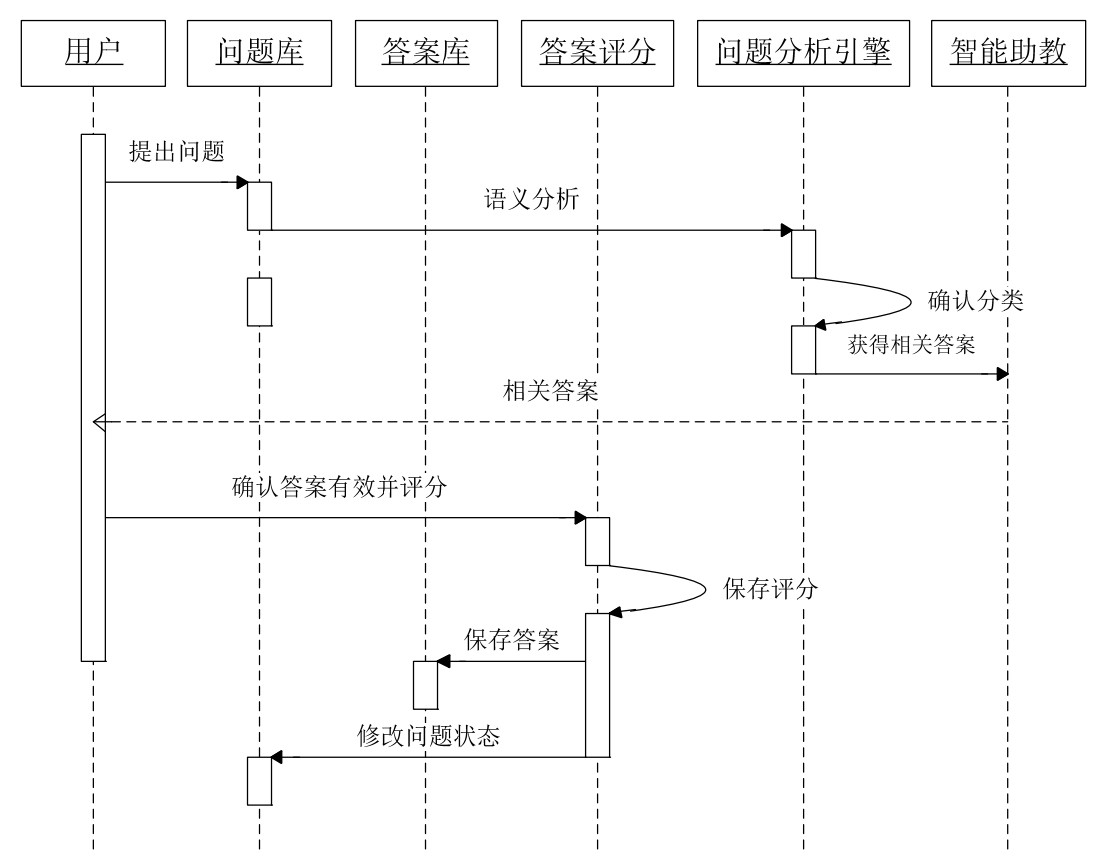 用户
问题库
答案库
答案评分
问题分析引擎
智能助教
提出问题
语义分析
确认分类
获得相关答案
相关答案
确认答案有效并评分
保存评分
保存答案
修改问题状态